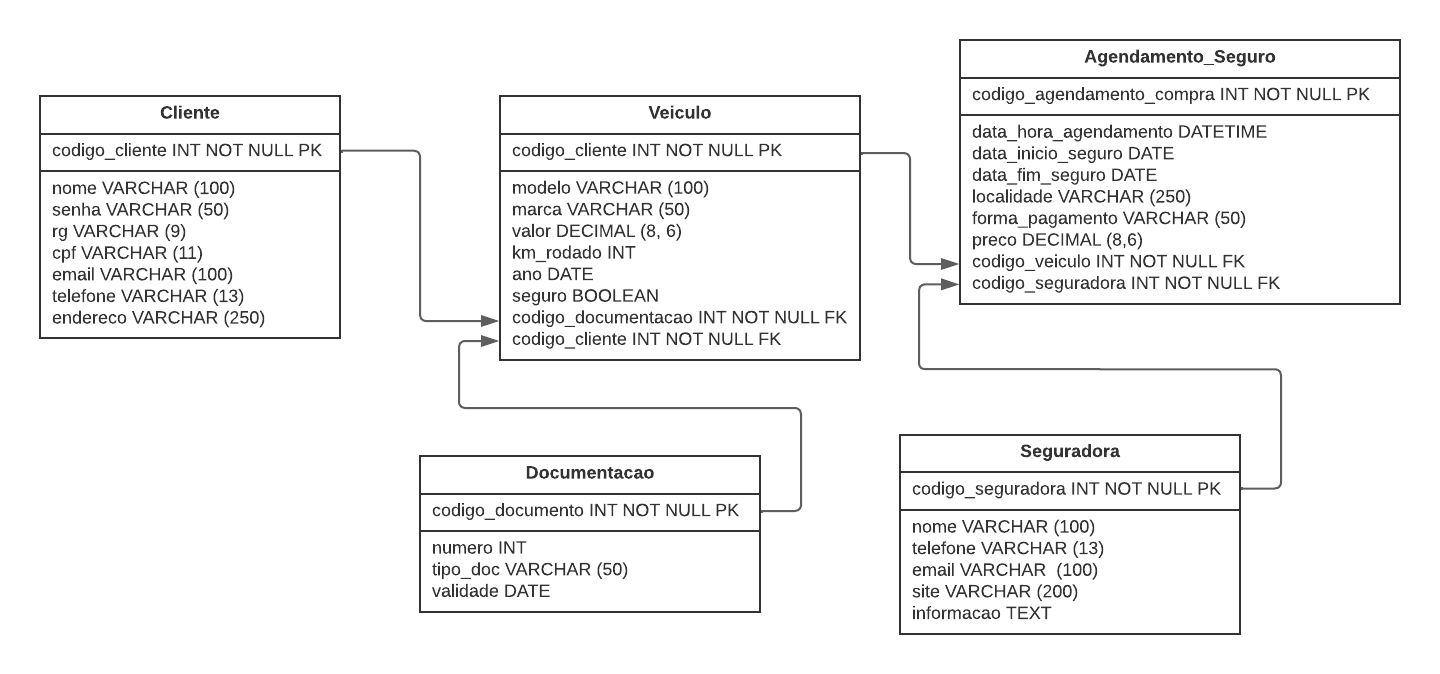 Cliente
codigo_cliente INT NOT NULL PK
nome VARCHAR (100)
senha VARCHAR (50)
rg VARCHAR (9)
cpf VARCHAR (11)
email VARCHAR (100)
telefone VARCHAR (13)
endereco VARCHAR (250)
Veiculo
codigo_cliente INT NOT NULL PK
modelo VARCHAR (100)
marca VARCHAR (50)
valor DECIMAL (8, 6)
km_rodado INT
ano DATE
seguro BOOLEAN
codigo_documentacao INT NOT NULL FK
codigo_cliente INT NOT NULL FK
Agendamento_Seguro
codigo_agendamento_compra INT NOT NULL PK
data_hora_agendamento DATETIME
data_inicio_seguro DATE
data_fim_seguro DATE
localidade VARCHAR (250)
forma_pagamento VARCHAR (50)
preco DECIMAL (8,6)
codigo_veiculo INT NOT NULL FK
codigo_seguradora INT NOT NULL FK
Documentacao
codigo_documento INT NOT NULL PK
numero INT
tipo_doc VARCHAR (50)
validade DATE
Seguradora
codigo_seguradora INT NOT NULL PK
nome VARCHAR (100)
telefone VARCHAR (13)
email VARCHAR  (100)
site VARCHAR (200)
informacao TEXT